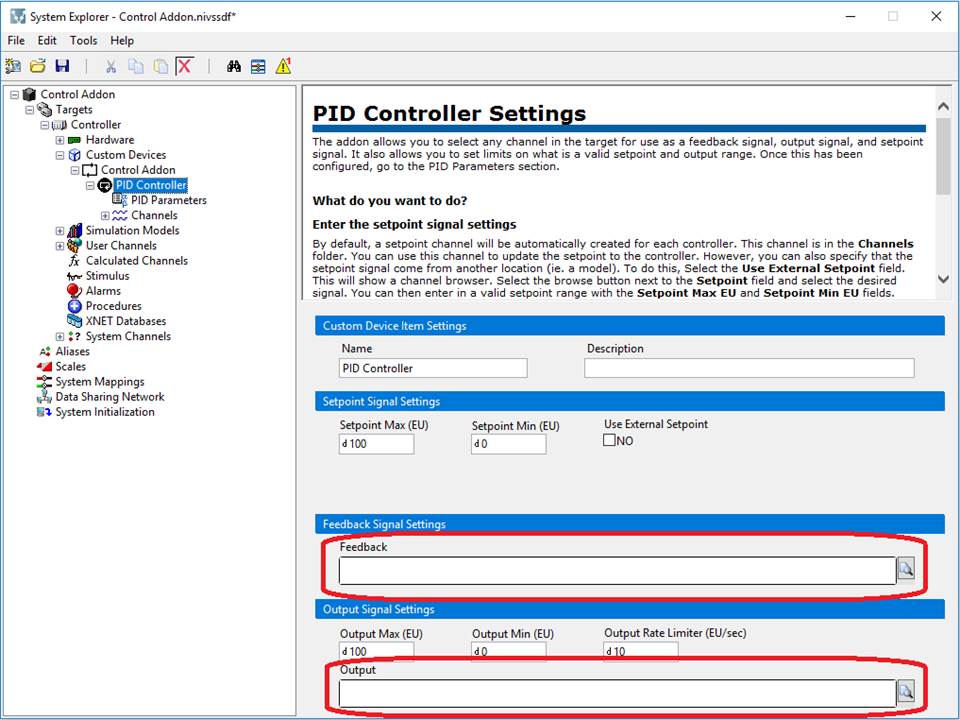 System Explorer - Control Addon.nivssdf*
File Edit Tools Help
Control Addon
Targets
Controller
Hardware
Custom Devices
Control Addon
PID Controller
PID Parameters
Channels
Simulation Models
User Channels
Calculated Channels
Stimulus
Alarms
Procedures
XNET Databases
System Channels
Aliases
Scales
System Mappings
Data Sharing Network
System Initialization
PID Controller Settings
The addon allows you to select any channel in the target for use as a feedback signal, output signal, and setpoint
signal. It also allows you to set limits on what is a valid setpoint and output range. Once this has been
configured, go to the PID Parameters section.
What do you want to do?
Enter the setpoint signal settings
By default, a setpoint channel will be automatically created for each controller. This channel is in the Channels
folder. You can use this channel to update the setpoint to the controller. However, you can also specify that the
setpoint signal come from another location (ie. a model). To do this, Select the Use External Setpoint field.
This will show a channel browser. Select the browse button next to the Setpoint field and select the desired
signal. You can then enter in a valid setpoint range with the Setpoint Max EU and Setpoint Min EU fields.
Custom Device Item Settings
Name Description
PID Controller
Setpoint Signal Settings
Setpoint Max (EU) Setpoint Min (EU) Use External Setpoint
d 100 d 0 NO
Feedback Signal Settings
Feedback
Output Signal Settings
Output Max (EU) Output Min (EU) Output Rate Limiter (EU/sec)
d 100 d 0 d 10
Output